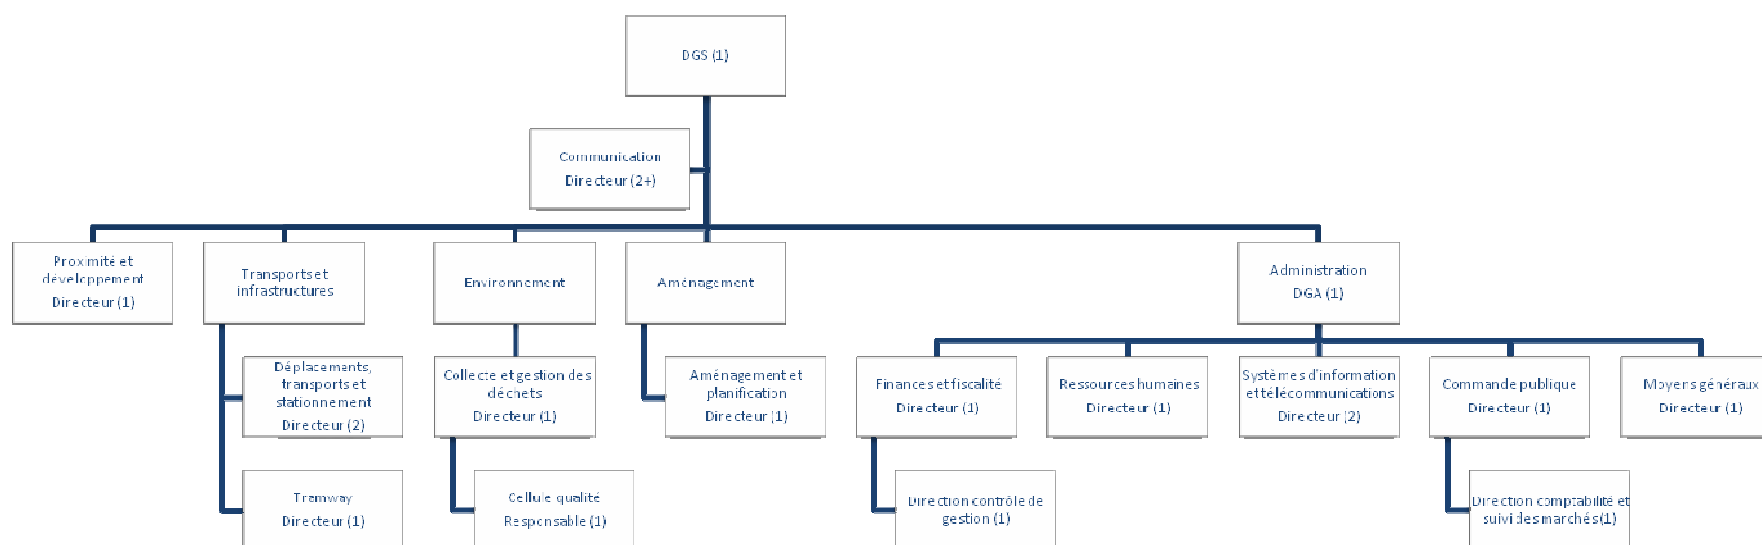 DGS (1)
Communication
Directeur (2+)
Proximité et
développement
Directeur (1)
Transports et
infrastructures
Environnement
Aménagement
Administration
DGA (1)
Déplacements,
transports et
stationnement
Directeur (2)
Collecte et gestion des
déchets
Directeur (1)
Aménagement et
planification
Directeur (1)
Finances et fiscalité
Directeur (1)
Ressources humaines
Directeur (1)
Systèmes d'information
et télécommunications
Directeur (2)
Commande publique
Directeur (1)
Moyens généraux
Directeur (1)
Tramway
Directeur (1)
Cellule qualité
Responsable (1)
Direction contrôle de
gestion (1)
Direction comptabilité et
suivi des marchés (1)